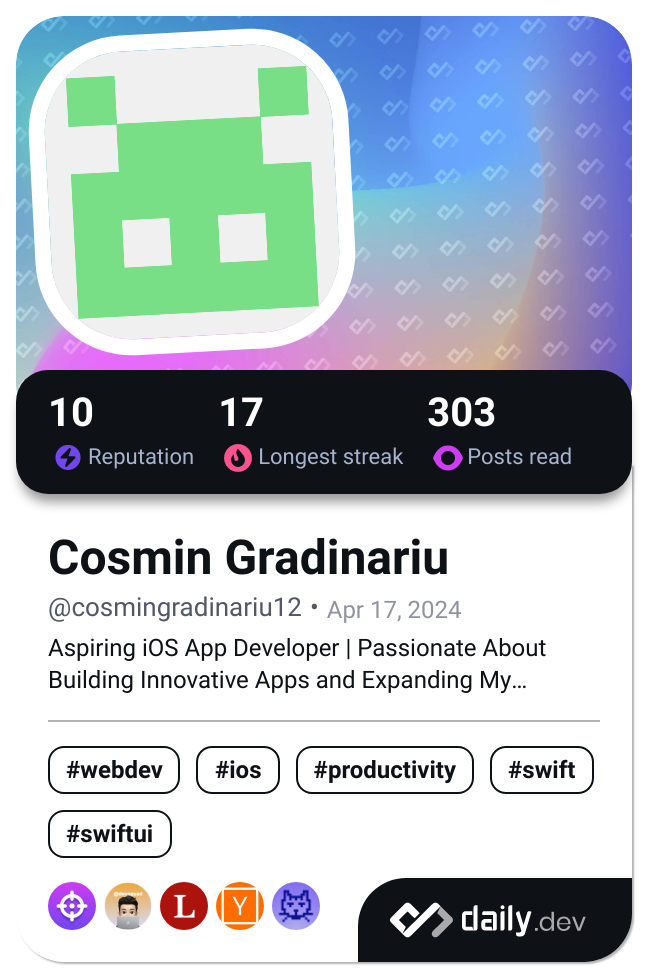 10 17 303
Reputation Longest streak Posts read
Cosmin Gradinariu
@cosmingradinariu12 • Apr 17, 2024
Aspiring iOS App Developer | Passionate About
Building Innovative Apps and Expanding My…
#webdev #ios #productivity #swift
#swiftui
L Y
daily.dev